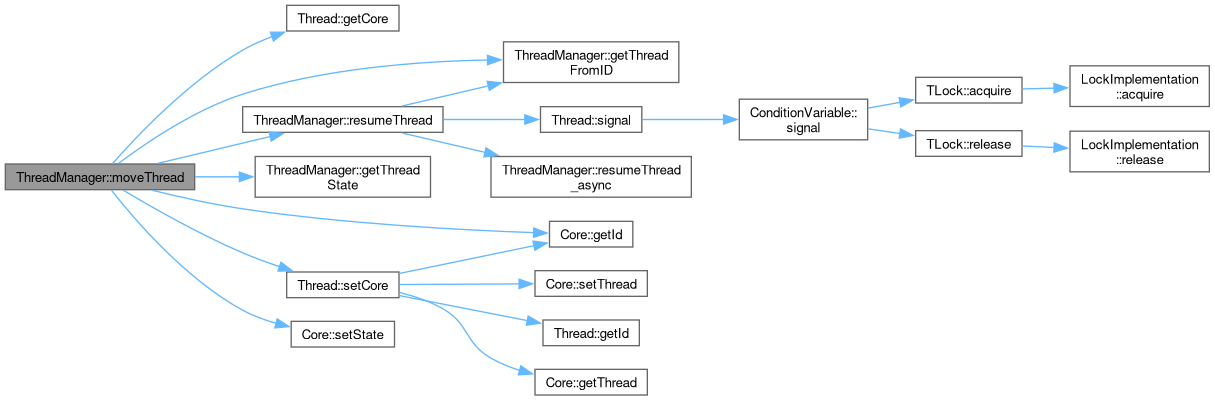 Thread::getCore
ThreadManager::getThread
FromID
ThreadManager::resumeThread
Thread::signal
ConditionVariable::
signal
TLock::acquire
LockImplementation
::acquire
TLock::release
LockImplementation
::release
ThreadManager::moveThread
ThreadManager::getThread
State
ThreadManager::resumeThread
_async
Core::getId
Thread::setCore
Core::setThread
Core::setState
Thread::getId
Core::getThread